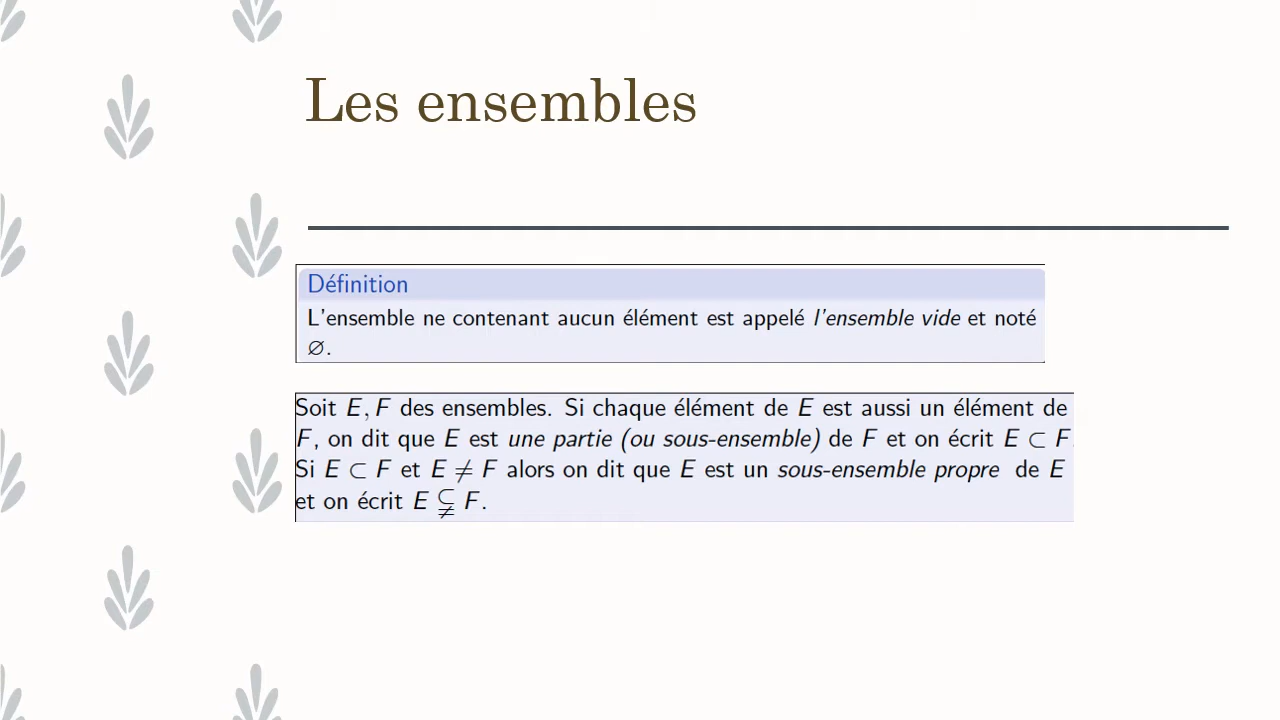 Les ensembles
Définition
L'ensemble ne contenant aucun élément est appelé l'ensemble vide et noté
∅.
Soit E, F des ensembles. Si chaque élément de E est aussi un élément de
F, on dit que E est une partie (ou sous-ensemble) de F et on écrit E ⊂ F.
Si E ⊂ F et E ≠ F alors on dit que E est un sous-ensemble propre de E
et on écrit E ⊊ F.